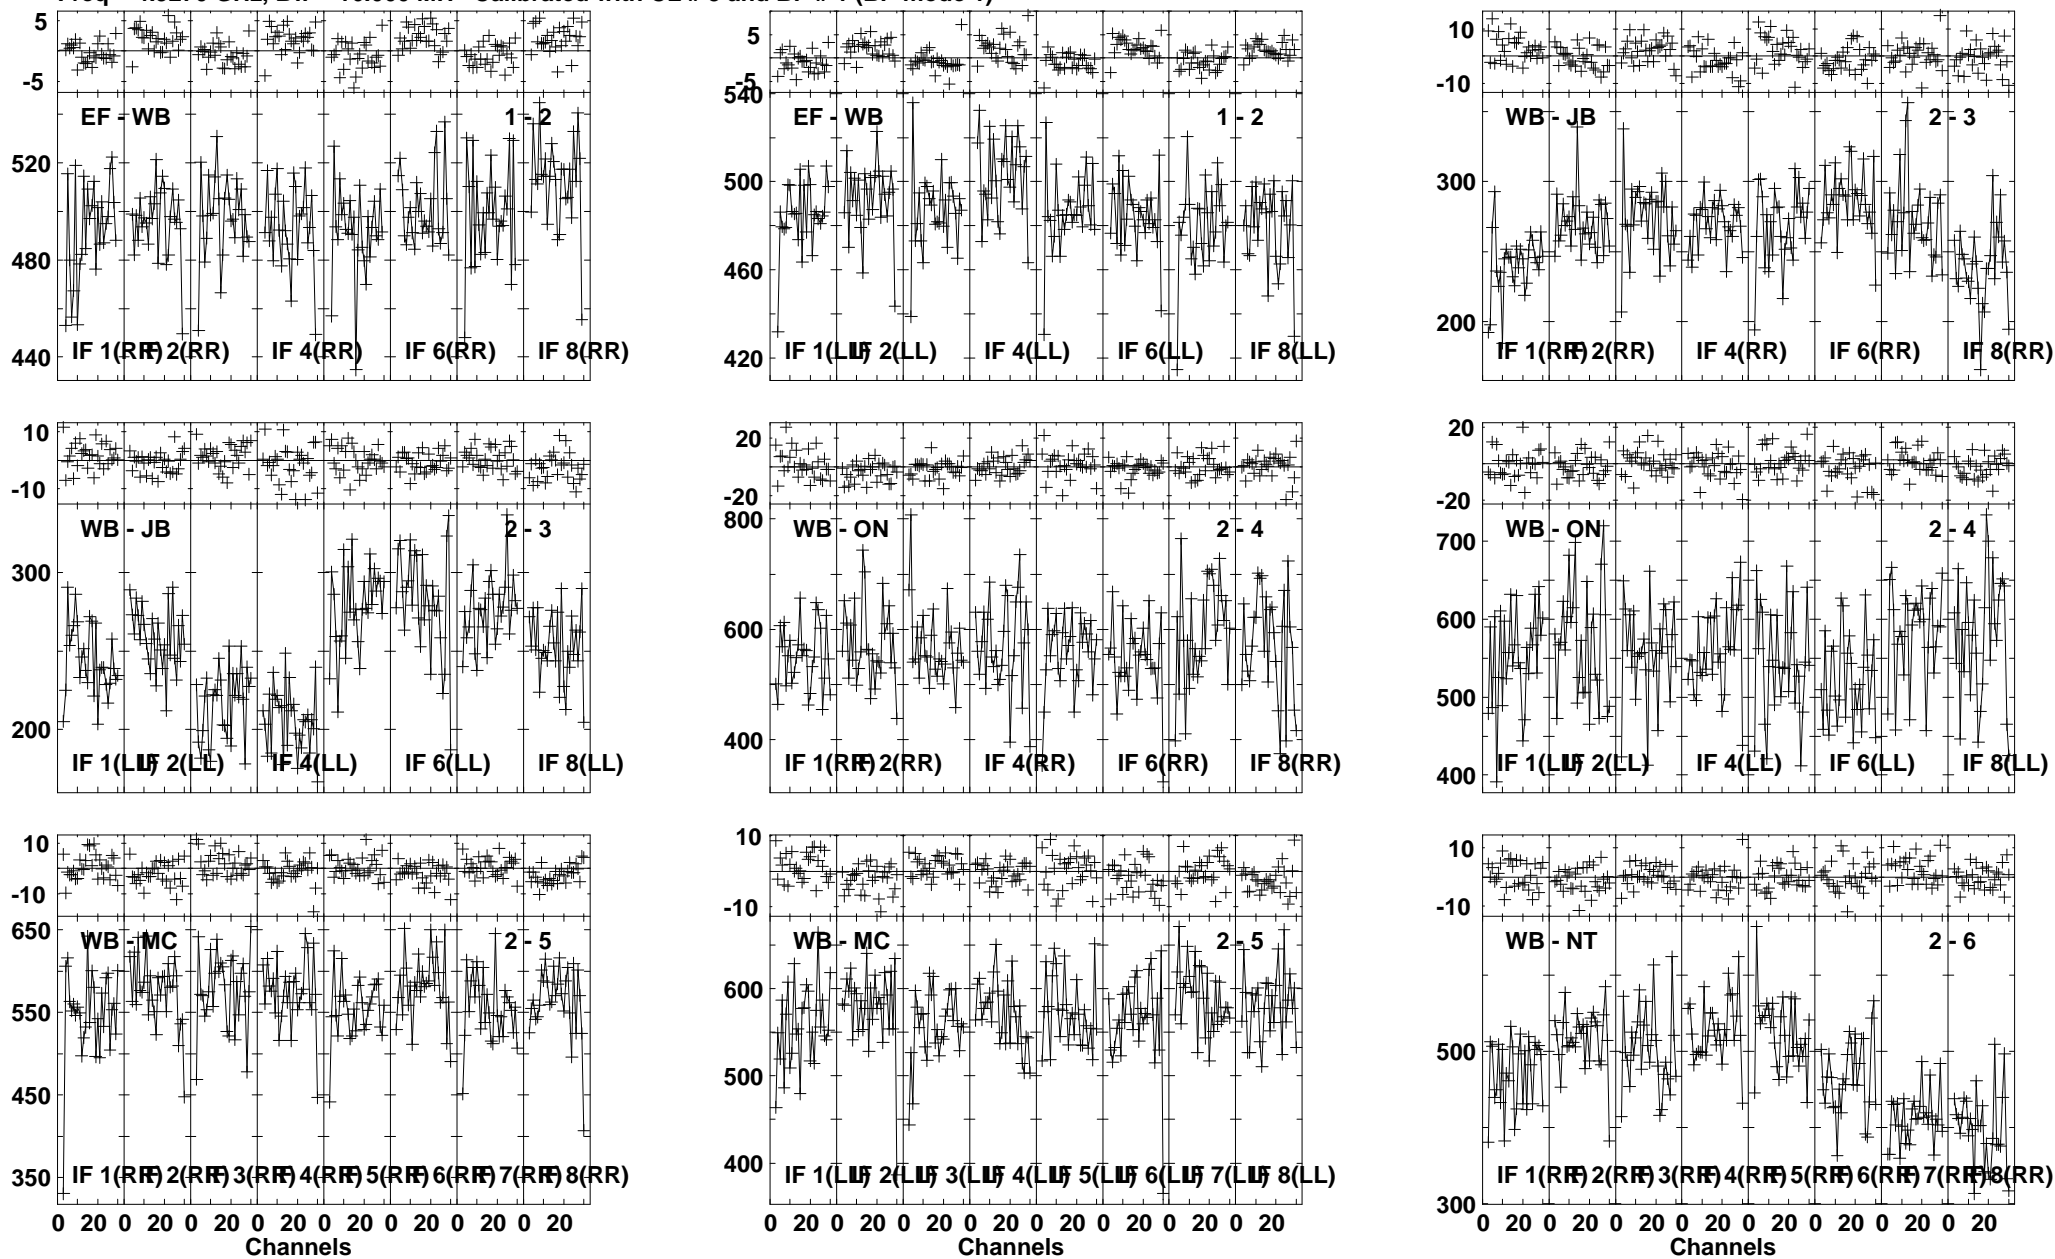 5
-5
EF - WB 1 - 2
520
480
440
IF 1(RR) IF 2(RR) IF 4(RR) IF 6(RR) IF 8(RR)
5
-5
540
EF - WB 1 - 2
500
460
420
IF 1(LL) IF 2(LL) IF 4(LL) IF 6(LL) IF 8(LL)
10
-10
WB - JB 2 - 3
300
200
IF 1(RR) IF 2(RR) IF 4(RR) IF 6(RR) IF 8(RR)
10
-10
WB - JB 2 - 3
300
200
IF 1(LL) IF 2(LL) IF 4(LL) IF 6(LL) IF 8(LL)
20
-20
800
WB - ON 2 - 4
600
400
IF 1(RR) IF 2(RR) IF 4(RR) IF 6(RR) IF 8(RR)
20
-20
WB - ON 2 - 4
700
600
500
400
IF 1(LL) IF 2(LL) IF 4(LL) IF 6(LL) IF 8(LL)
10
-10
650
WB - MC 2 - 5
550
450
350
IF 1(RR) IF 2(RR) IF 3(RR) IF 4(RR) IF 5(RR) IF 6(RR) IF 7(RR) IF 8(RR)
0 20 0 20 0 20 0 20 0 20 0 20 0 20 0 20
Channels
10
-10
WB - MC 2 - 5
600
500
400
IF 1(LL) IF 2(LL) IF 3(LL) IF 4(LL) IF 5(LL) IF 6(LL) IF 7(LL) IF 8(LL)
0 20 0 20 0 20 0 20 0 20 0 20 0 20 0 20
Channels
10
-10
WB - NT 2 - 6
500
300
IF 1(RR) IF 2(RR) IF 3(RR) IF 4(RR) IF 5(RR) IF 6(RR) IF 7(RR) IF 8(RR)
0 20 0 20 0 20 0 20 0 20 0 20 0 20 0 20
Channels